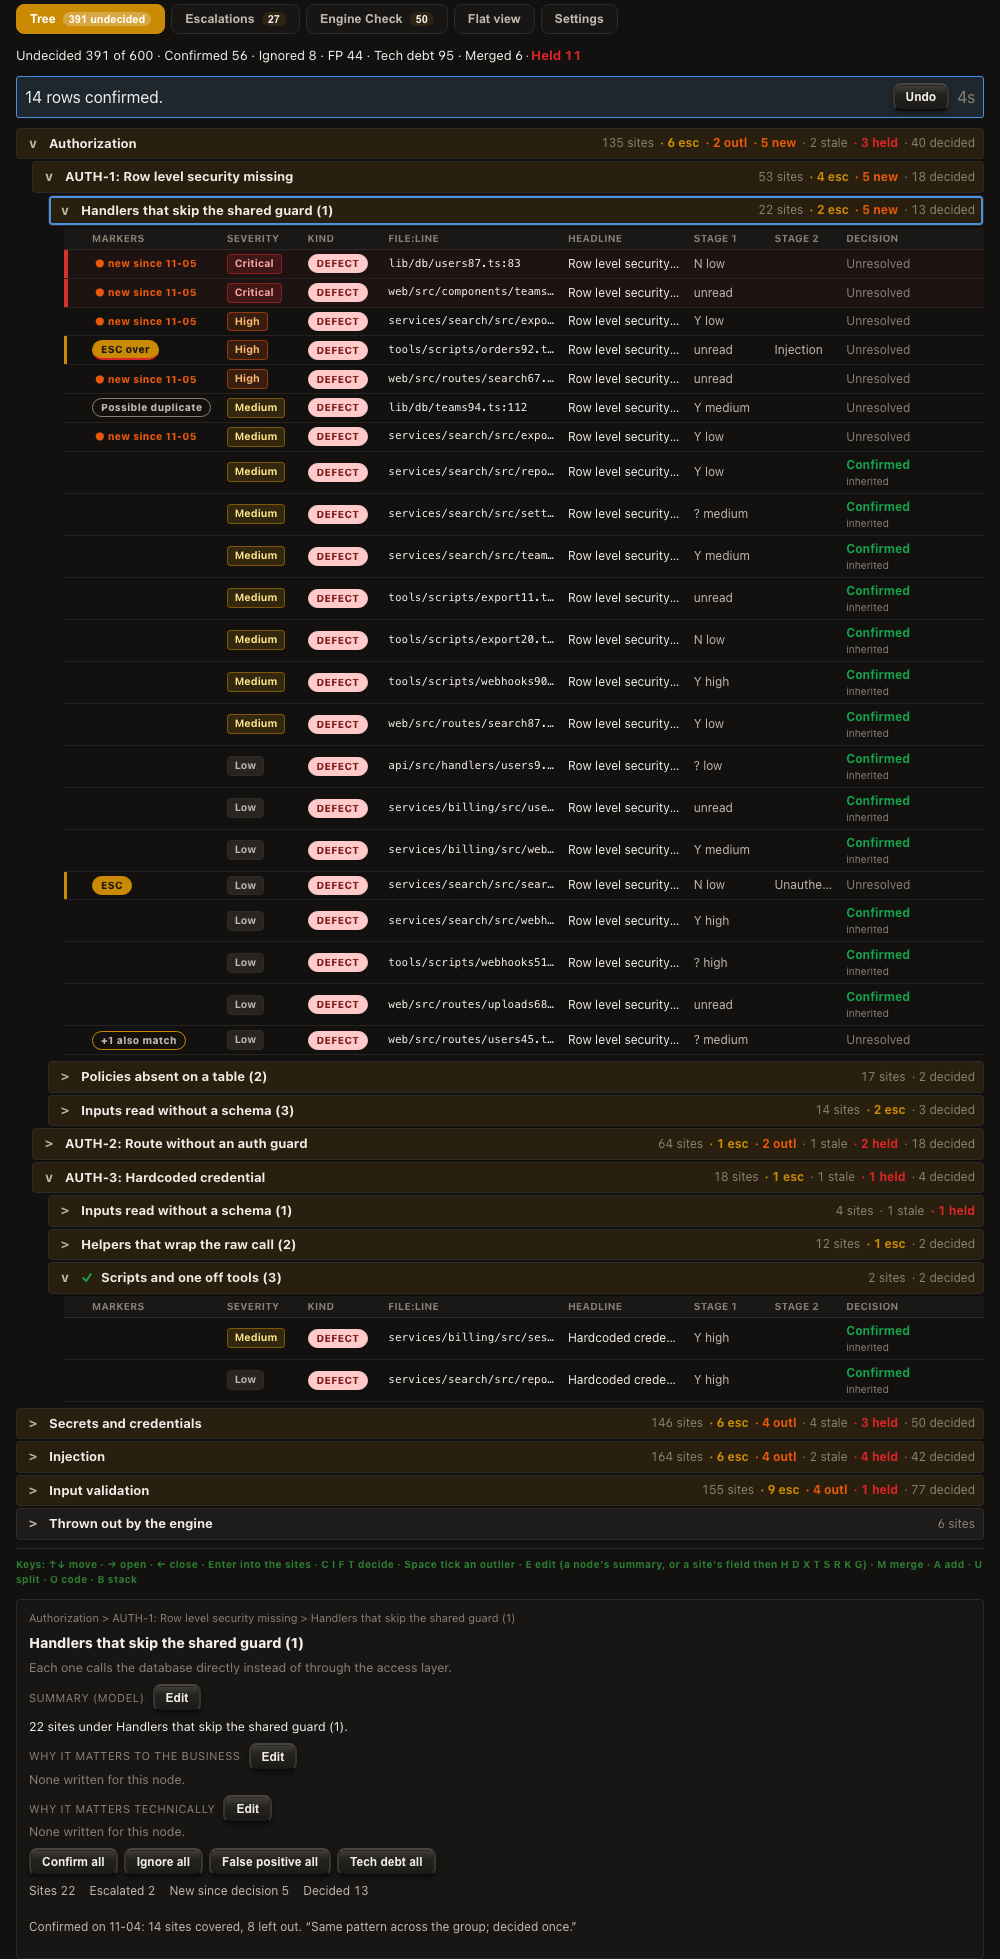 Tree 391 undecided Escalations 27 Engine Check 50 Flat view Settings
Undecided 391 of 600 · Confirmed 56 · Ignored 8 · FP 44 · Tech debt 95 · Merged 6 · Held 11
14 rows confirmed. Undo 4s
v Authorization 135 sites · 6 esc · 2 outl · 5 new · 2 stale · 3 held · 40 decided
v AUTH-1: Row level security missing 53 sites · 4 esc · 5 new · 18 decided
v Handlers that skip the shared guard (1) 22 sites · 2 esc · 5 new · 13 decided
MARKERS SEVERITY KIND FILE:LINE HEADLINE STAGE 1 STAGE 2 DECISION
● new since 11-05 Critical DEFECT lib/db/users87.ts:83 Row level security… N low Unresolved
● new since 11-05 Critical DEFECT web/src/components/teams… Row level security… unread Unresolved
● new since 11-05 High DEFECT services/search/src/expo… Row level security… Y low Unresolved
ESC over High DEFECT tools/scripts/orders92.t… Row level security… unread Injection Unresolved
● new since 11-05 High DEFECT web/src/routes/search67.… Row level security… unread Unresolved
Possible duplicate Medium DEFECT lib/db/teams94.ts:112 Row level security… Y medium Unresolved
● new since 11-05 Medium DEFECT services/search/src/expo… Row level security… Y low Unresolved
Medium DEFECT services/search/src/repo… Row level security… Y low Confirmed
inherited
Medium DEFECT services/search/src/sett… Row level security… ? medium Confirmed
inherited
Medium DEFECT services/search/src/team… Row level security… Y medium Confirmed
inherited
Medium DEFECT tools/scripts/export11.t… Row level security… unread Confirmed
inherited
Medium DEFECT tools/scripts/export20.t… Row level security… N low Confirmed
inherited
Medium DEFECT tools/scripts/webhooks90… Row level security… Y high Confirmed
inherited
Medium DEFECT web/src/routes/search87.… Row level security… Y low Confirmed
inherited
Low DEFECT api/src/handlers/users9.… Row level security… ? low Confirmed
inherited
Low DEFECT services/billing/src/use… Row level security… unread Confirmed
inherited
Low DEFECT services/billing/src/web… Row level security… Y medium Confirmed
inherited
ESC Low DEFECT services/search/src/sear… Row level security… N low Unauthe… Unresolved
Low DEFECT services/search/src/webh… Row level security… Y high Confirmed
inherited
Low DEFECT tools/scripts/webhooks51… Row level security… ? high Confirmed
inherited
Low DEFECT web/src/routes/uploads68… Row level security… unread Confirmed
inherited
+1 also match Low DEFECT web/src/routes/users45.t… Row level security… ? medium Unresolved
> Policies absent on a table (2) 17 sites · 2 decided
> Inputs read without a schema (3) 14 sites · 2 esc · 3 decided
> AUTH-2: Route without an auth guard 64 sites · 1 esc · 2 outl · 1 stale · 2 held · 18 decided
v AUTH-3: Hardcoded credential 18 sites · 1 esc · 1 stale · 1 held · 4 decided
> Inputs read without a schema (1) 4 sites · 1 stale · 1 held
> Helpers that wrap the raw call (2) 12 sites · 1 esc · 2 decided
v ✓ Scripts and one off tools (3) 2 sites · 2 decided
MARKERS SEVERITY KIND FILE:LINE HEADLINE STAGE 1 STAGE 2 DECISION
Medium DEFECT services/billing/src/ses… Hardcoded crede… Y high Confirmed
inherited
Low DEFECT services/search/src/repo… Hardcoded crede… Y high Confirmed
inherited
> Secrets and credentials 146 sites · 6 esc · 4 outl · 4 stale · 3 held · 50 decided
> Injection 164 sites · 6 esc · 4 outl · 2 stale · 4 held · 42 decided
> Input validation 155 sites · 9 esc · 4 outl · 1 held · 77 decided
> Thrown out by the engine 6 sites
Keys: ↑↓ move · → open · ← close · Enter into the sites · C I F T decide · Space tick an outlier · E edit (a node's summary, or a site's field then H D X T S R K G) · M merge · A add · U
split · O code · B stack
Authorization > AUTH-1: Row level security missing > Handlers that skip the shared guard (1)
Handlers that skip the shared guard (1)
Each one calls the database directly instead of through the access layer.
SUMMARY (MODEL) Edit
22 sites under Handlers that skip the shared guard (1).
WHY IT MATTERS TO THE BUSINESS Edit
None written for this node.
WHY IT MATTERS TECHNICALLY Edit
None written for this node.
Confirm all Ignore all False positive all Tech debt all
Sites 22 Escalated 2 New since decision 5 Decided 13
Confirmed on 11-04: 14 sites covered, 8 left out. "Same pattern across the group; decided once."